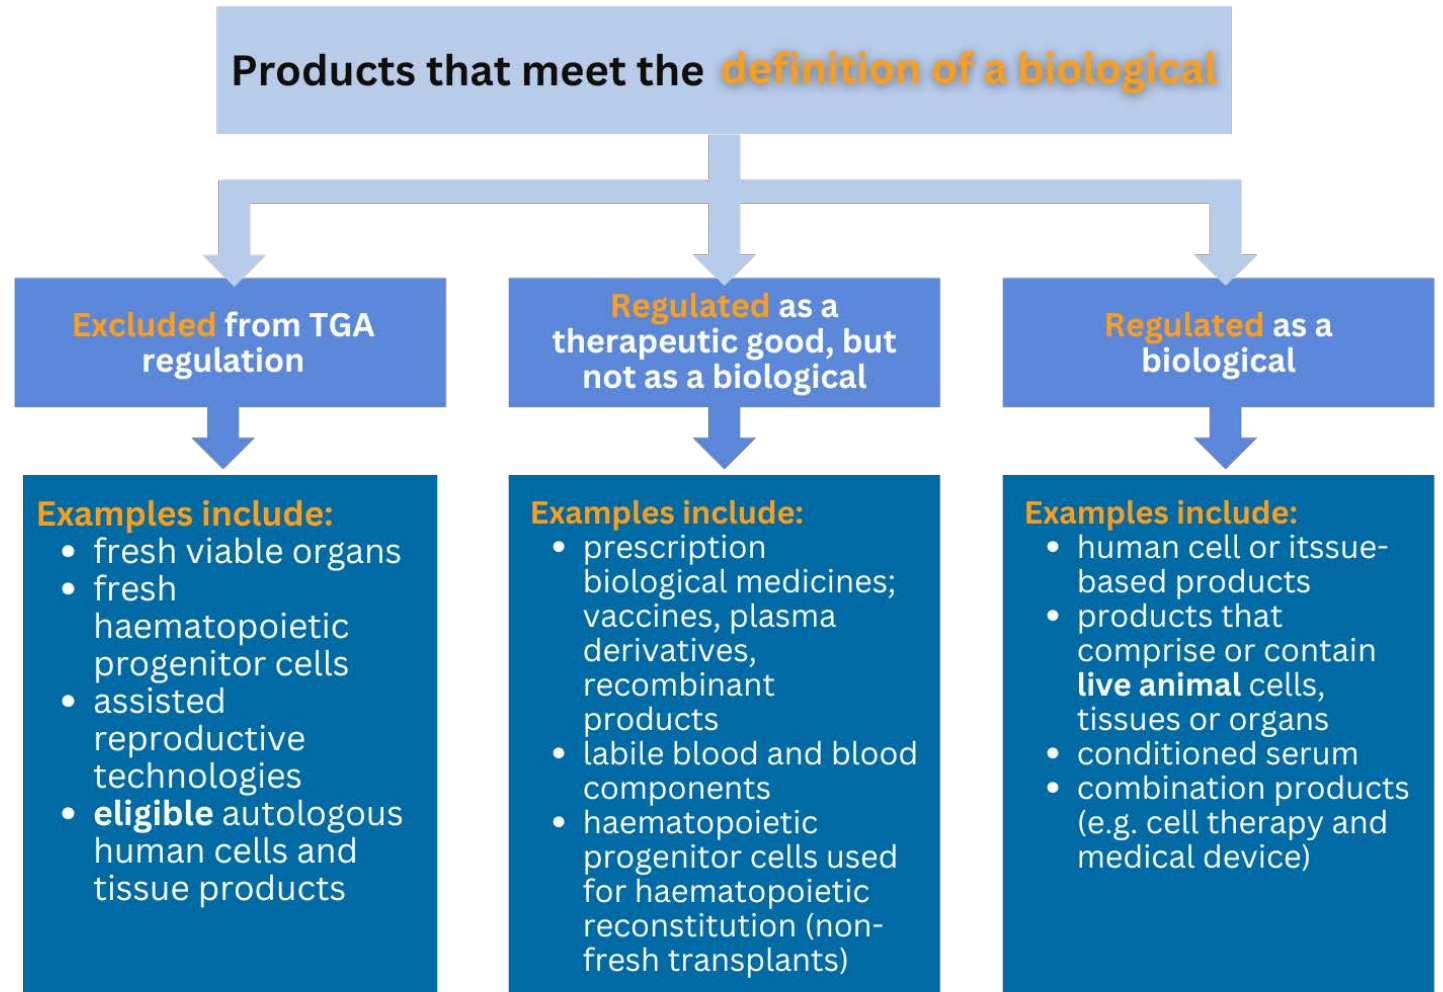 Products that meet the definition of a biological
Excluded from TGA
regulation
Examples include:
• fresh viable organs
• fresh
haematopoietic
progenitor cells
• assisted
reproductive
technologies
• eligible autologous
human cells and
tissue products
Regulated as a
therapeutic good, but
not as a biological
Examples include:
• prescription
biological medicines;
vaccines, plasma
derivatives,
recombinant
products
• labile blood and blood
components
• haematopoietic
progenitor cells used
for haematopoietic
reconstitution (non-
fresh transplants)
Regulated as a
biological
Examples include:
• human cell or itssue-
based products
• products that
comprise or contain
live animal cells,
tissues or organs
• conditioned serum
• combination products
(e.g. cell therapy and
medical device)